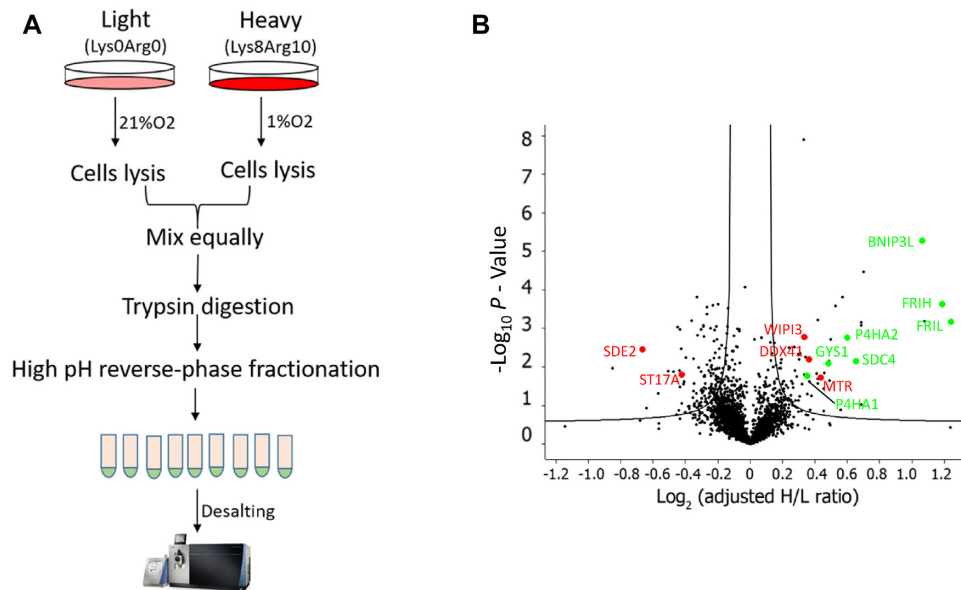 A
Light
(Lys0Arg0)
Heavy
(Lys8Arg10)
21%O2
1%O2
Cells lysis
Cells lysis
Mix equally
Trypsin digestion
High pH reverse-phase fractionation
Desalting
B
-Log10 P - Value
8
7
6
5
4
3
2
1
0
BNIP3L
FRIH
FRIL
WIPI3
P4HA2
SDE2
DDX41
GYS1
SDC4
ST17A
MTR
P4HA1
-1.2 -1.0 -0.8 -0.6 -0.4 -0.2 0 0.2 0.4 0.6 0.8 1.0 1.2
Log2 (adjusted H/L ratio)